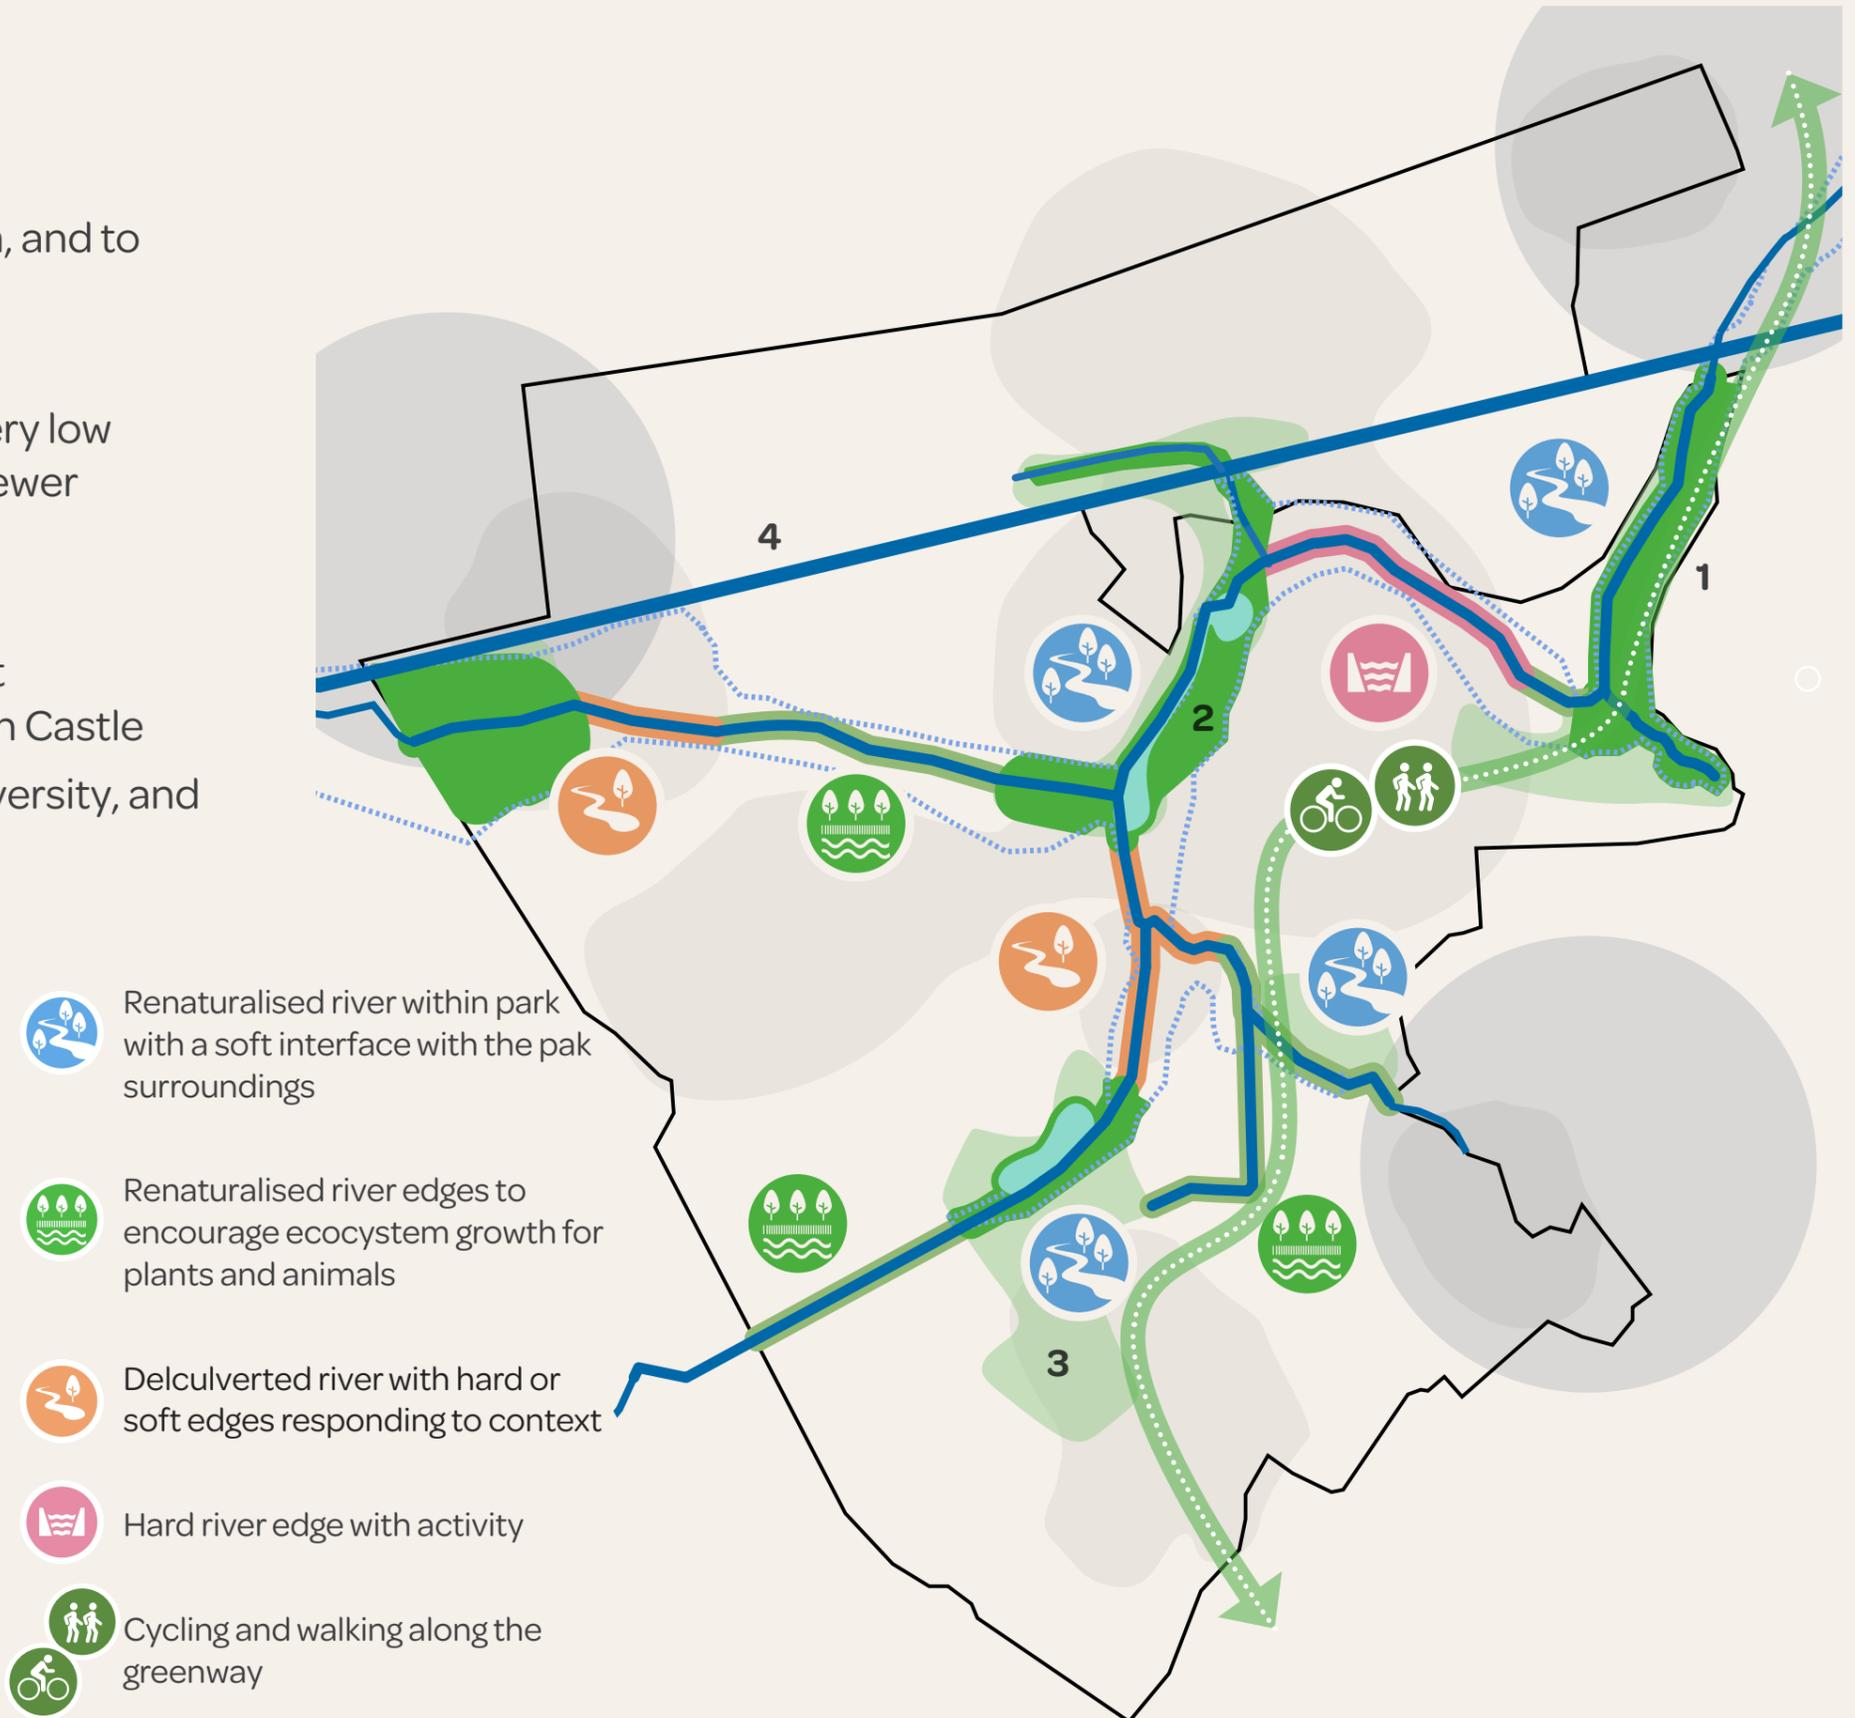 , and to
ery low
ewer
t
n Castle
versity, and
Renaturalised river within park
with a soft interface with the pak
surroundings
Renaturalised river edges to
encourage ecocystem growth for
plants and animals
Delculverted river with hard or
soft edges responding to context
Hard river edge with activity
Cycling and walking along the
greenway
4
1
2
3